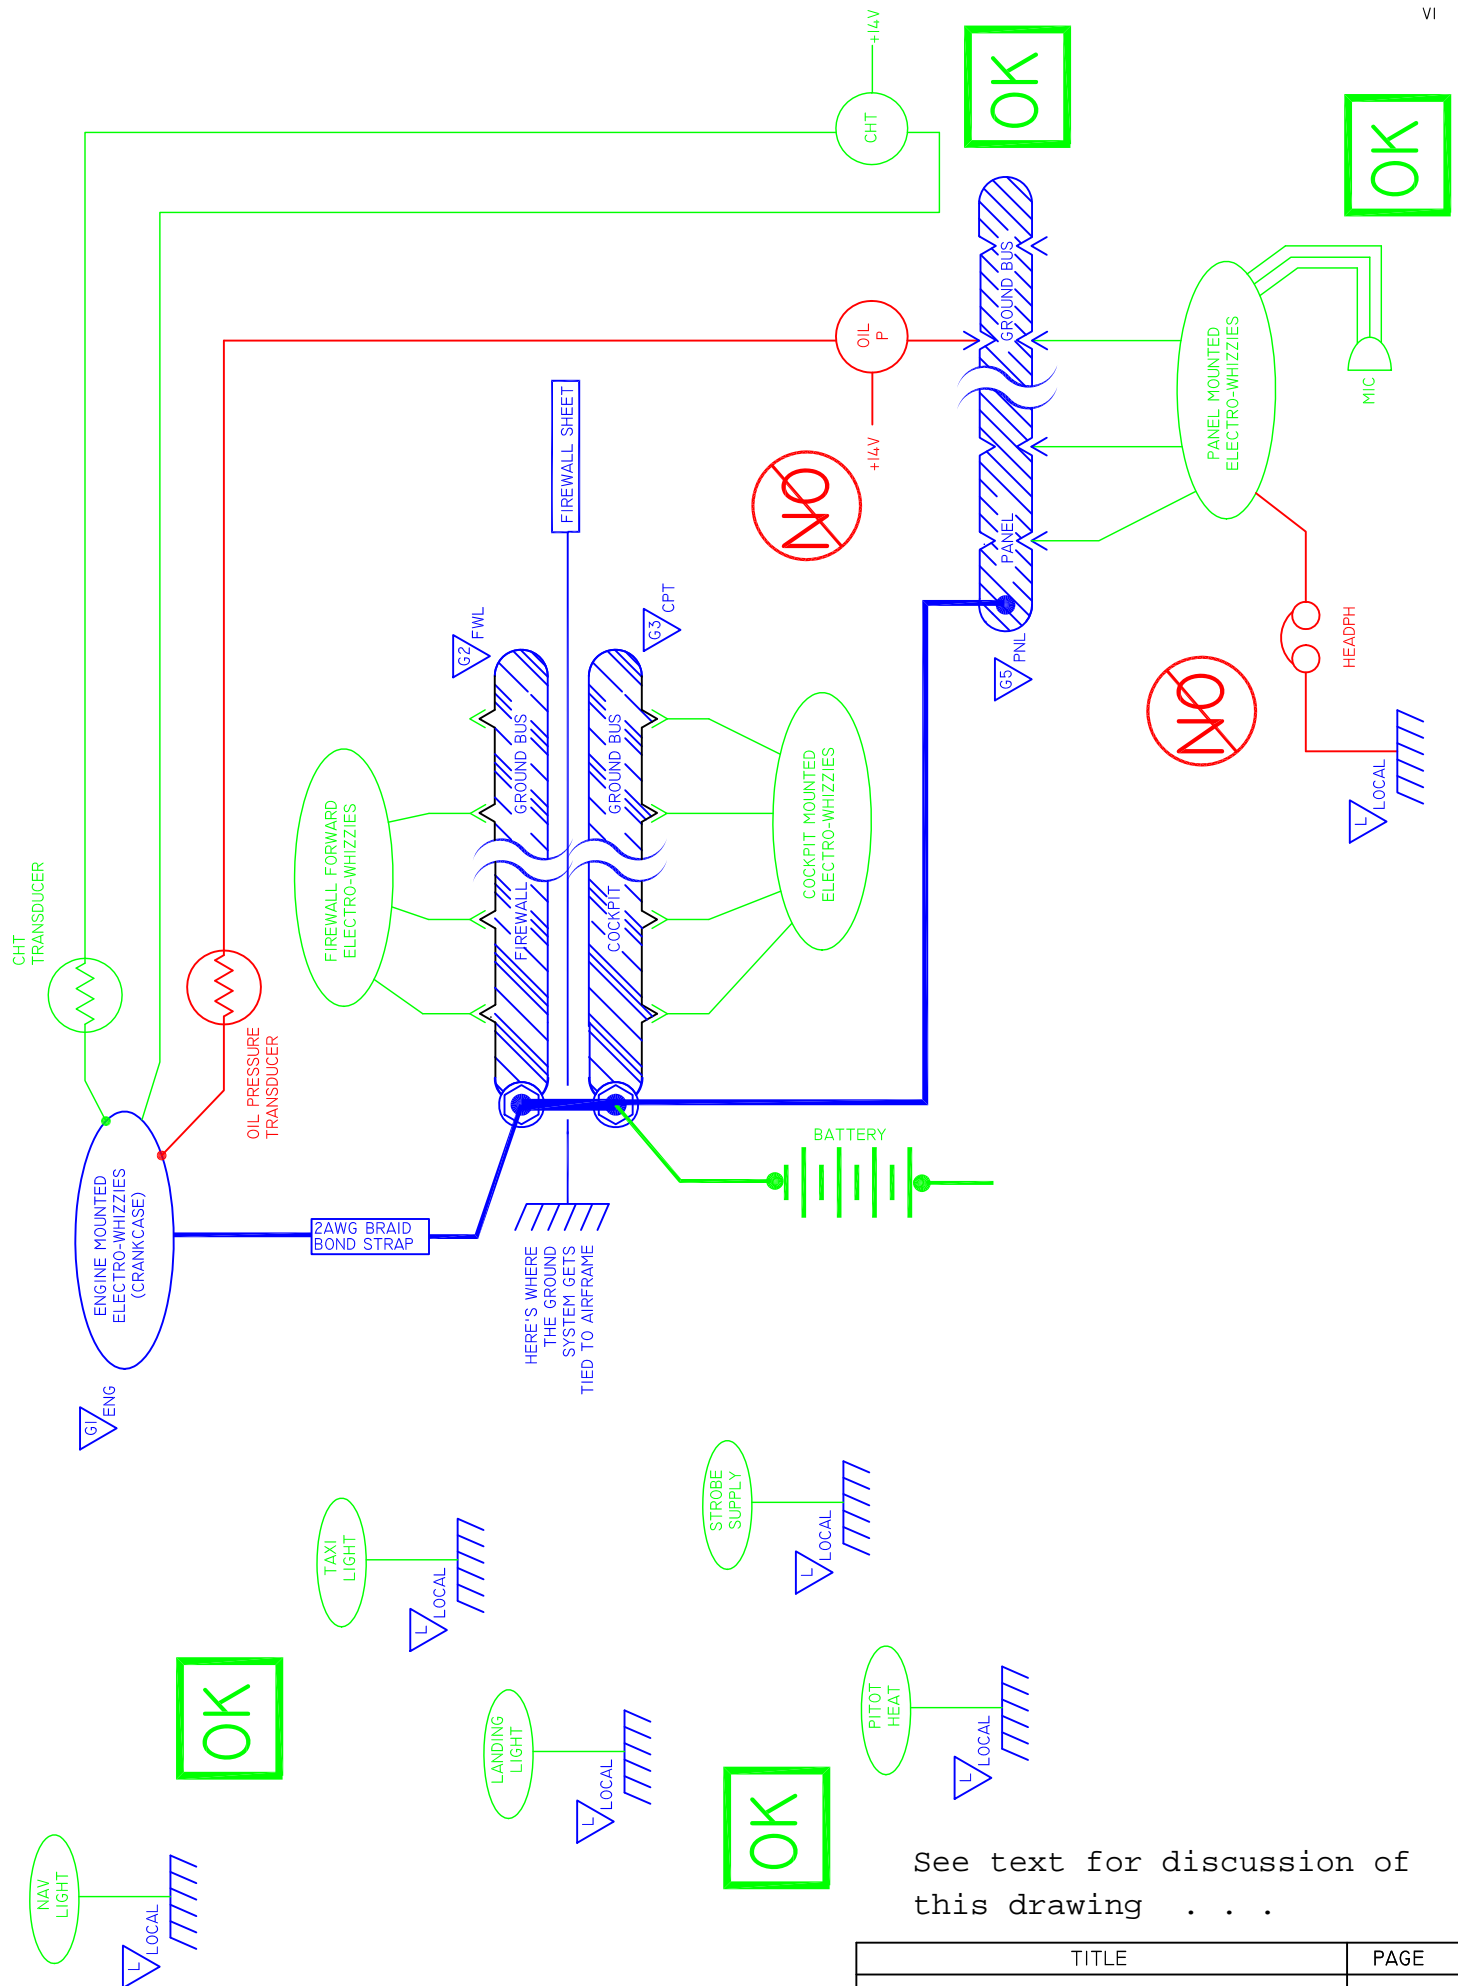 VI
+14V
CHT
OK
OK
GROUND BUS
PANEL
OIL
P
+14V
NO
PANEL MOUNTED
ELECTRO-WHIZZIES
MIC
HEADPH
NO
L
LOCAL
G5
PNL
FIREWALL SHEET
G2
FWL
G3
CPT
GROUND BUS
FIREWALL
GROUND BUS
COCKPIT
FIREWALL FORWARD
ELECTRO-WHIZZIES
COCKPIT MOUNTED
ELECTRO-WHIZZIES
CHT
TRANSDUCER
OIL PRESSURE
TRANSDUCER
BATTERY
ENGINE MOUNTED
ELECTRO-WHIZZIES
(CRANKCASE)
2AWG BRAID
BOND STRAP
HERE'S WHERE
THE GROUND
SYSTEM GETS
TIED TO AIRFRAME
G1
ENG
TAXI
LIGHT
L
LOCAL
STROBE
SUPPLY
L
LOCAL
OK
LANDING
LIGHT
L
LOCAL
PITOT
HEAT
L
LOCAL
OK
NAV
LIGHT
L
LOCAL
See text for discussion of
this drawing . . .
TITLE
PAGE